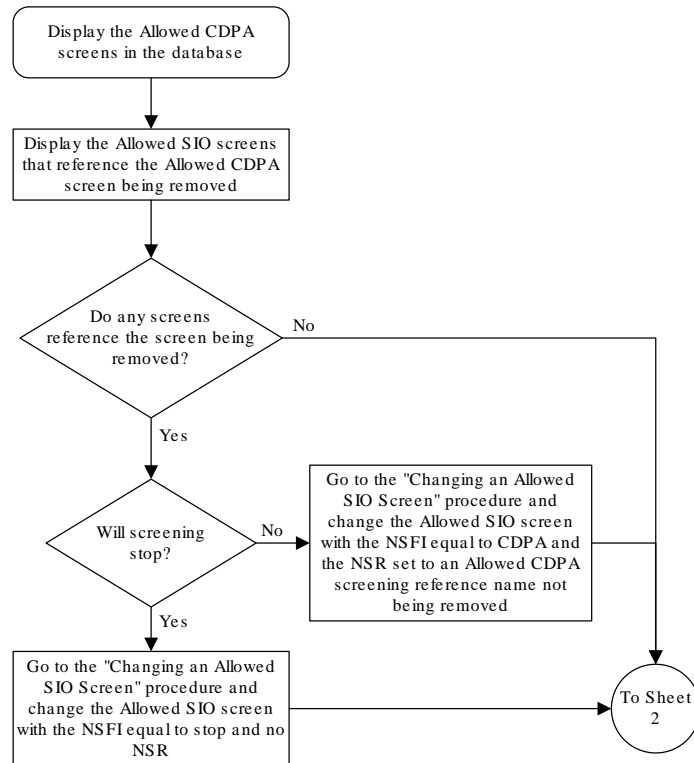 Display the Allowed CDPA
screens in the database
Display the Allowed SIO screens
that reference the Allowed CDPA
screen being removed
Do any screens
reference the screen being
removed?
No
Yes
Will screening
stop?
No
Go to the "Changing an Allowed
SIO Screen" procedure and
change the Allowed SIO screen
with the NSFI equal to CDPA and
the NSR set to an Allowed CDPA
screening reference name not
being removed
Yes
Go to the "Changing an Allowed
SIO Screen" procedure and
change the Allowed SIO screen
with the NSFI equal to stop and no
NSR
To Sheet
2